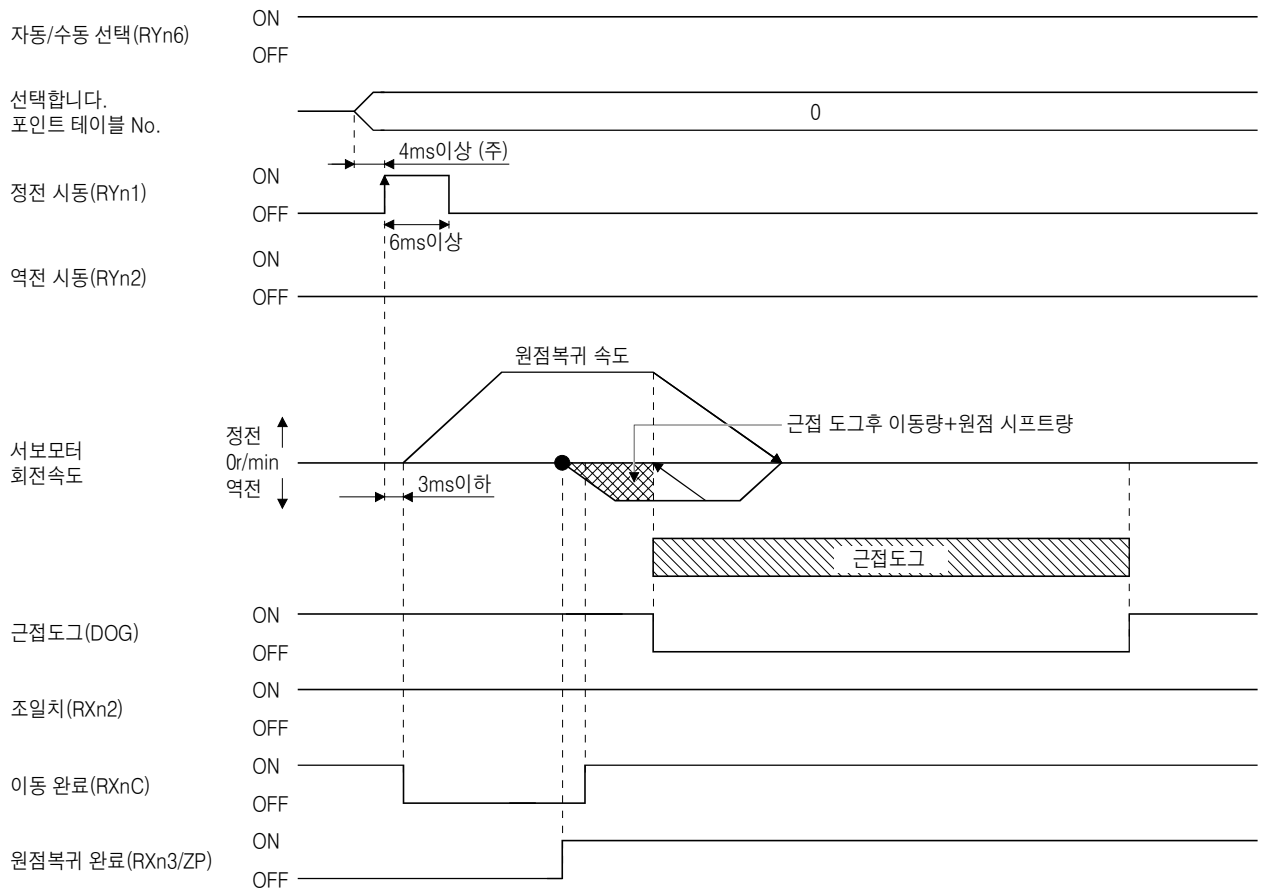 자동/수동 선택(RYn6)
ON
OFF
선택합니다.
포인트 테이블 No.
0
4ms이상 (주)
정전 시동(RYn1)
ON
OFF
6ms이상
역전 시동(RYn2)
ON
OFF
원점복귀 속도
근접 도그후 이동량+원점 시프트량
서보모터
회전속도
정전
0r/min
역전
3ms이하
근접도그
근접도그(DOG)
ON
OFF
조일치(RXn2)
ON
OFF
이동 완료(RXnC)
ON
OFF
원점복귀 완료(RXn3/ZP)
ON
OFF